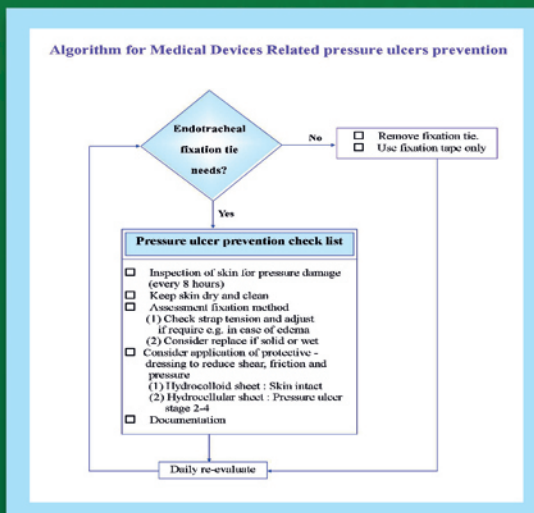 Algorithm for Medical Devices Related pressure ulcers prevention
Endotracheal
fixation tie
needs?
No
☐ Remove fixation tie.
☐ Use fixation tape only
Yes
Pressure ulcer prevention check list
☐ Inspection of skin for pressure damage
(every 8 hours)
☐ Keep skin dry and clean
☐ Assessment fixation method
(1) Check strap tension and adjust
if require e.g. in case of edema
(2) Consider replace if solid or wet
☐ Consider application of protective -
dressing to reduce shear, friction and
pressure
(1) Hydrocolloid sheet : Skin intact
(2) Hydrocellular sheet : Pressure ulcer
stage 2-4
☐ Documentation
Daily re-evaluate